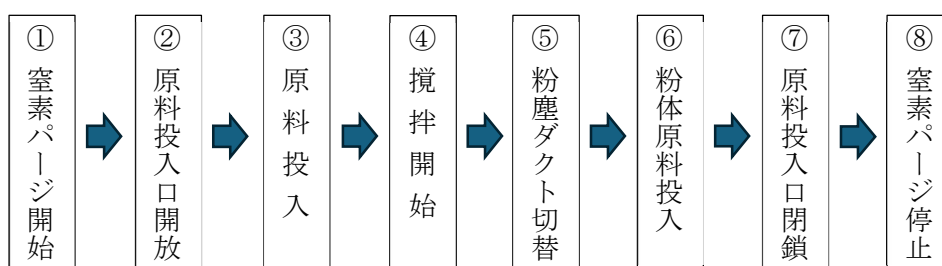 ①窒素パージ開始
②原料投入口開放
③原料投入
④撹拌開始
⑤粉塵ダクト切替
⑥粉体原料投入
⑦原料投入口閉鎖
⑧窒素パージ停止